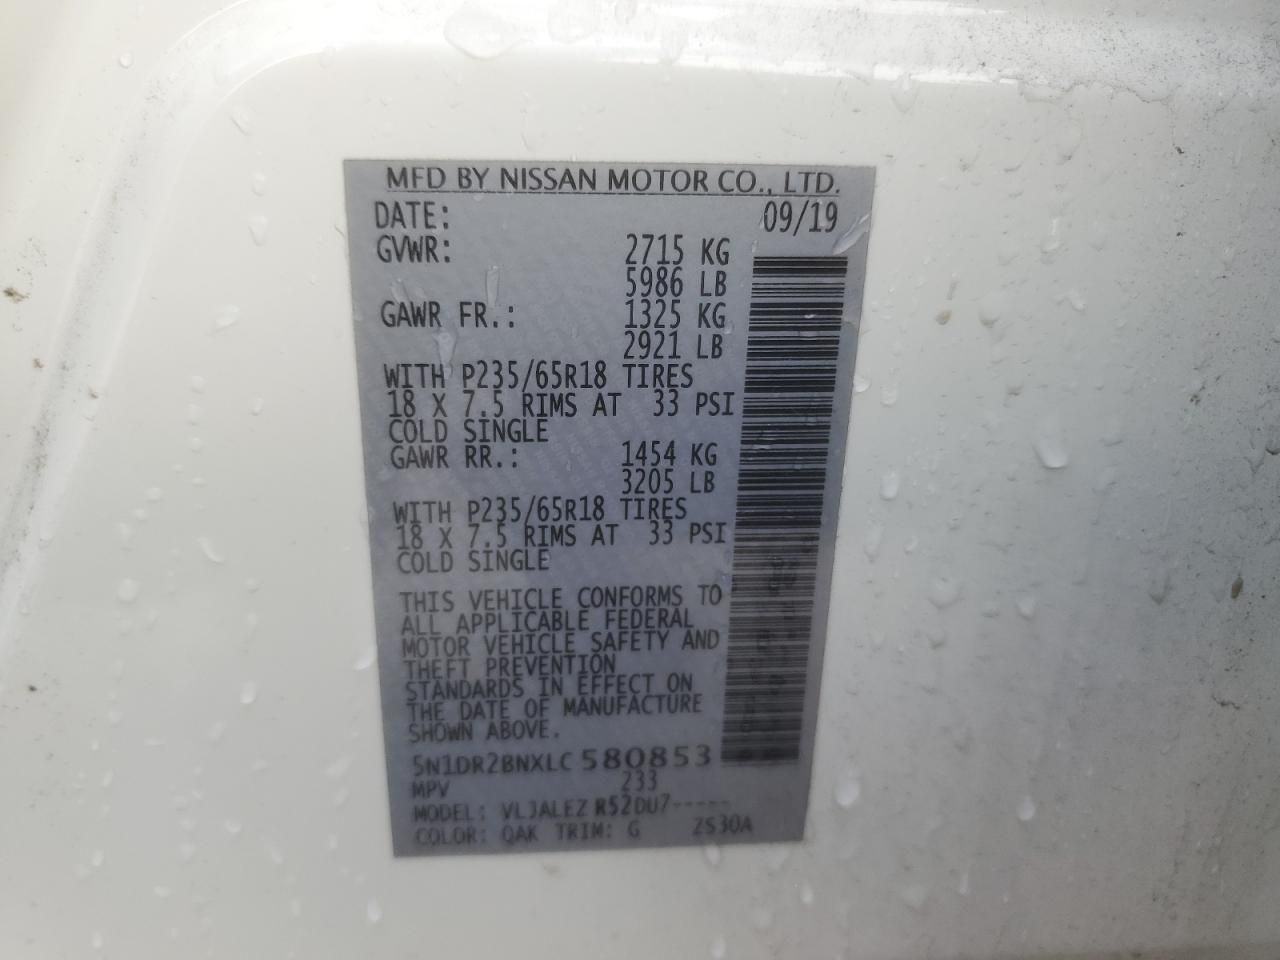 MFD BY NISSAN MOTOR CO., LTD.
DATE: 09/19
GVWR: 2715 KG
5986 LB
GAWR FR.: 1325 KG
2921 LB
WITH P235/65R18 TIRES
18 X 7.5 RIMS AT 33 PSI
COLD SINGLE
GAWR RR.: 1454 KG
3205 LB
WITH P235/65R18 TIRES
18 X 7.5 RIMS AT 33 PSI
COLD SINGLE
THIS VEHICLE CONFORMS TO
ALL APPLICABLE FEDERAL
MOTOR VEHICLE SAFETY AND
THEFT PREVENTION
STANDARDS IN EFFECT ON
THE DATE OF MANUFACTURE
SHOWN ABOVE.
5N1DR2BNXLC580853
MPV 233
MODEL: VLJALEZ R52DU7-----
COLOR: QAK TRIM: G ZS30A